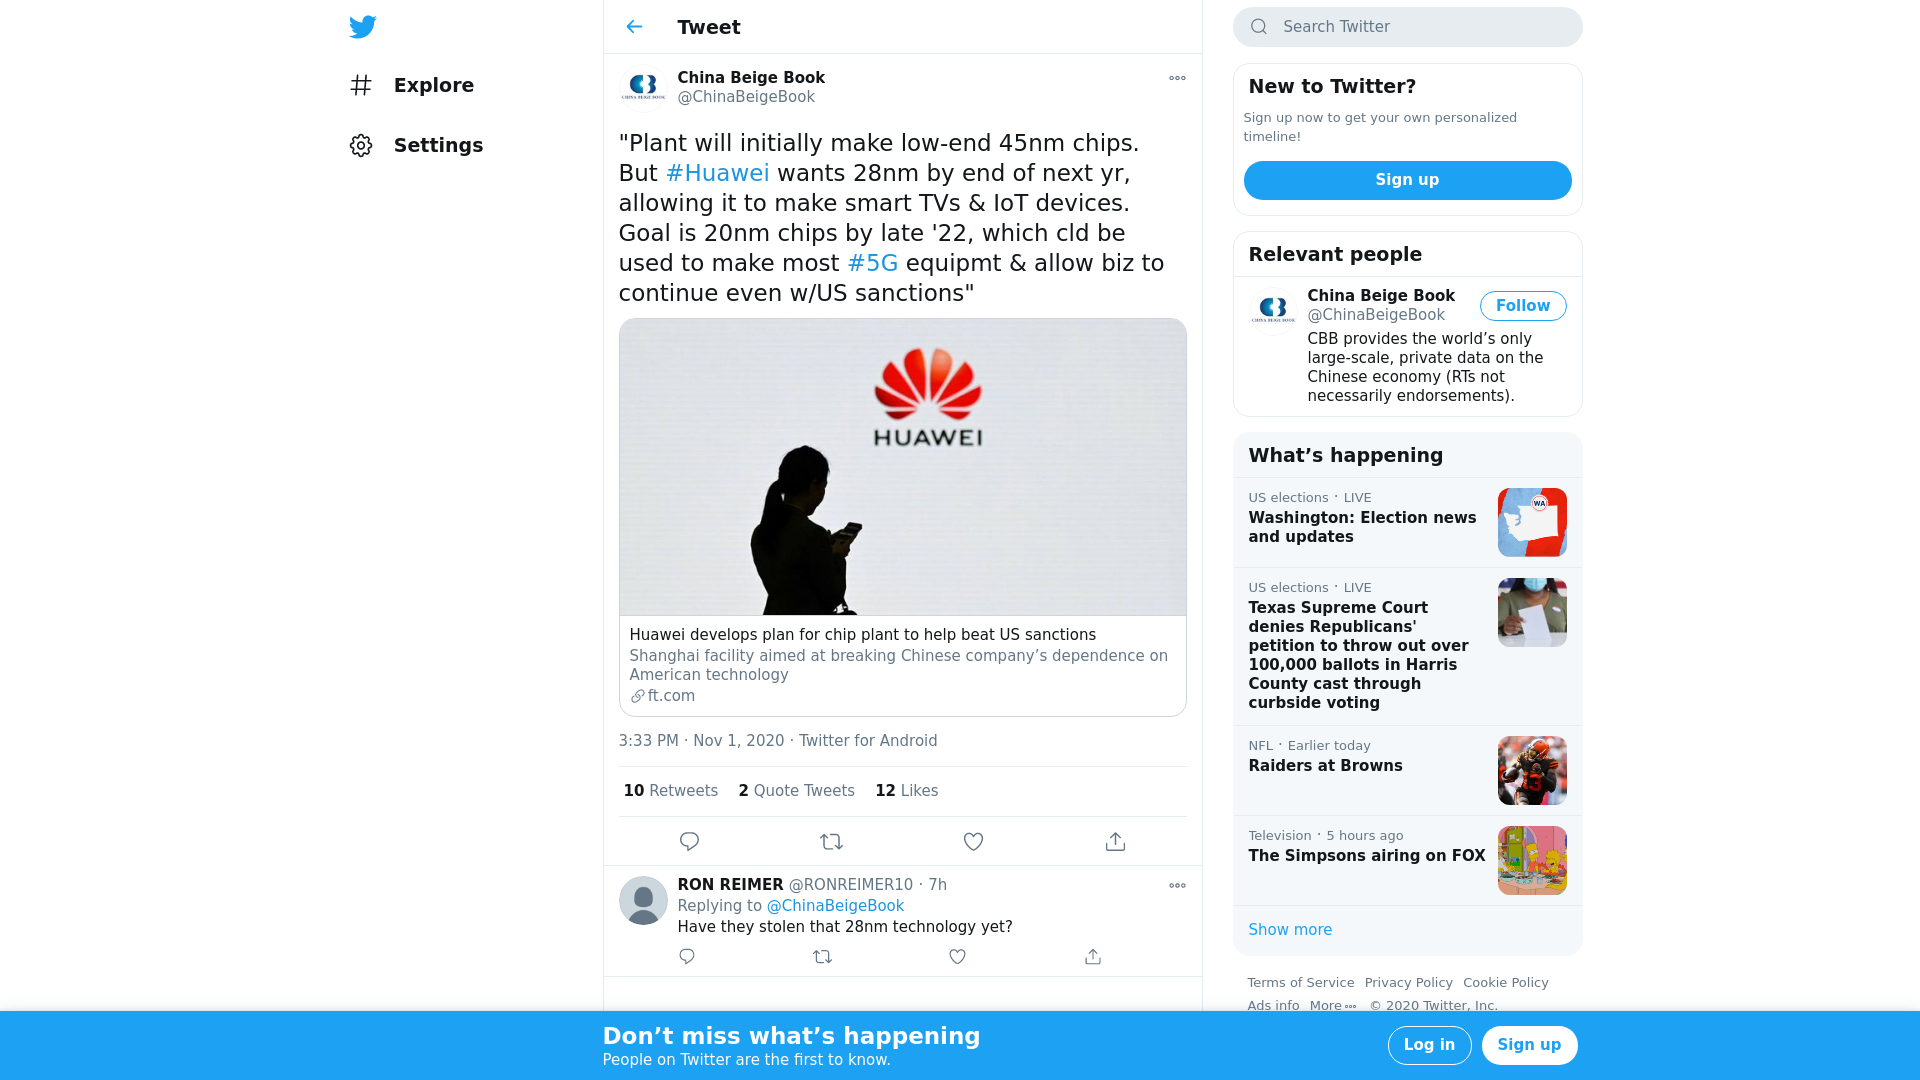 Explore
Settings
Tweet
China Beige Book
@ChinaBeigeBook
"Plant will initially make low-end 45nm chips.
But #Huawei wants 28nm by end of next yr,
allowing it to make smart TVs & IoT devices.
Goal is 20nm chips by late '22, which cld be
used to make most #5G equipmt & allow biz to
continue even w/US sanctions"
HUAWEI
Huawei develops plan for chip plant to help beat US sanctions
Shanghai facility aimed at breaking Chinese company’s dependence on
American technology
ft.com
3:33 PM · Nov 1, 2020 · Twitter for Android
10 Retweets 2 Quote Tweets 12 Likes
RON REIMER @RONREIMER10 · 7h
Replying to @ChinaBeigeBook
Have they stolen that 28nm technology yet?
Search Twitter
New to Twitter?
Sign up now to get your own personalized
timeline!
Sign up
Relevant people
China Beige Book
@ChinaBeigeBook
Follow
CBB provides the world’s only
large-scale, private data on the
Chinese economy (RTs not
necessarily endorsements).
What’s happening
US elections · LIVE
Washington: Election news
and updates
WA
US elections · LIVE
Texas Supreme Court
denies Republicans'
petition to throw out over
100,000 ballots in Harris
County cast through
curbside voting
NFL · Earlier today
Raiders at Browns
Television · 5 hours ago
The Simpsons airing on FOX
Show more
Terms of Service Privacy Policy Cookie Policy
Ads info More © 2020 Twitter, Inc.
Don’t miss what’s happening
People on Twitter are the first to know.
Log in
Sign up